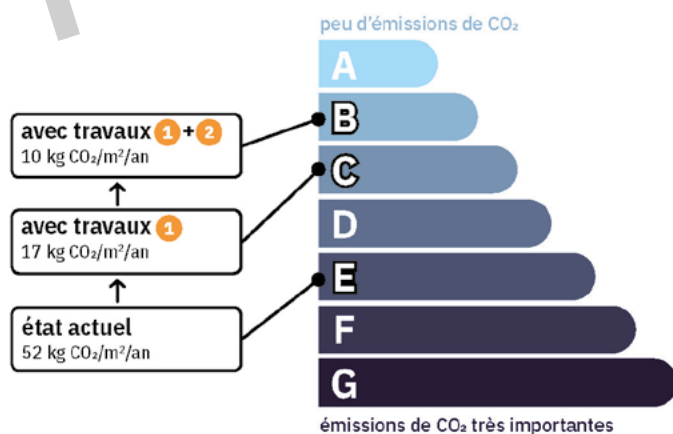 peu d'émissions de CO₂
A
B
C
D
E
F
G
émissions de CO₂ très importantes
avec travaux 1 + 2
10 kg CO₂/m²/an
avec travaux 1
17 kg CO₂/m²/an
état actuel
52 kg CO₂/m²/an